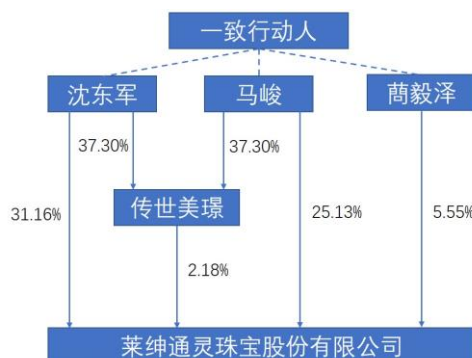 一致行动人
沈东军
马峻
蔄毅泽
37.30%
37.30%
31.16%
传世美璟
25.13%
5.55%
2.18%
莱绅通灵珠宝股份有限公司